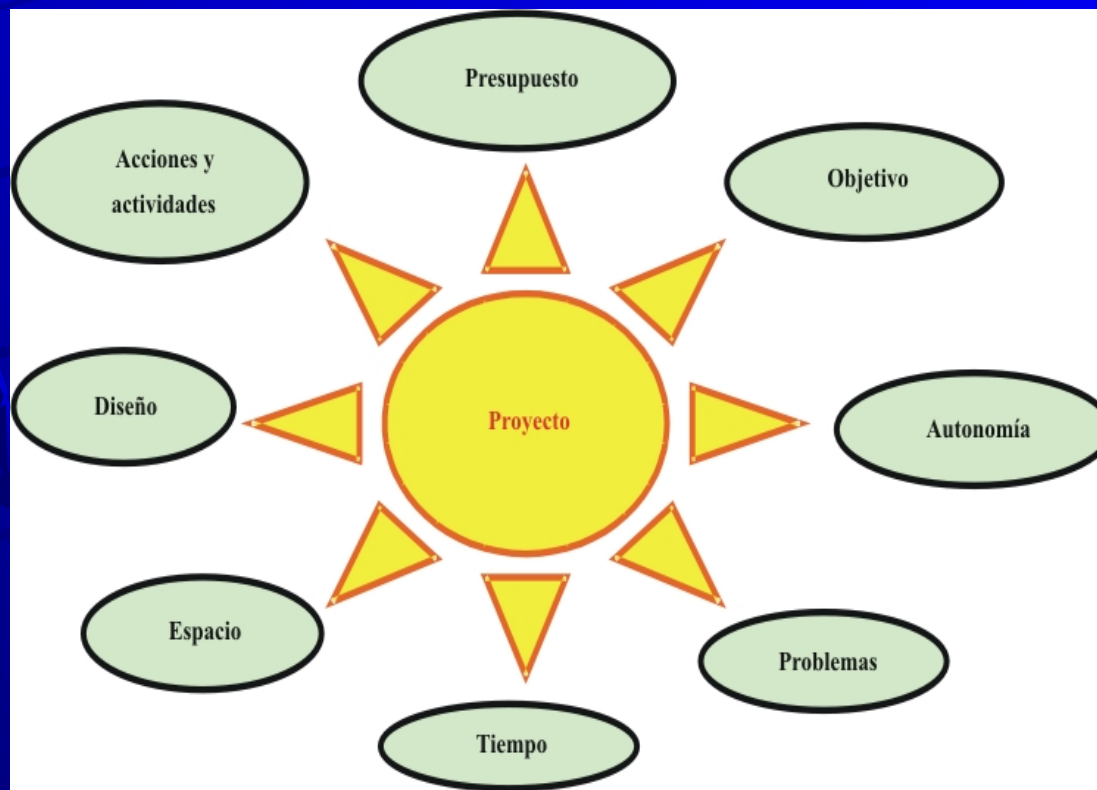 Presupuesto
Acciones y
actividades
Objetivo
Diseño
Proyecto
Autonomía
Espacio
Problemas
Tiempo